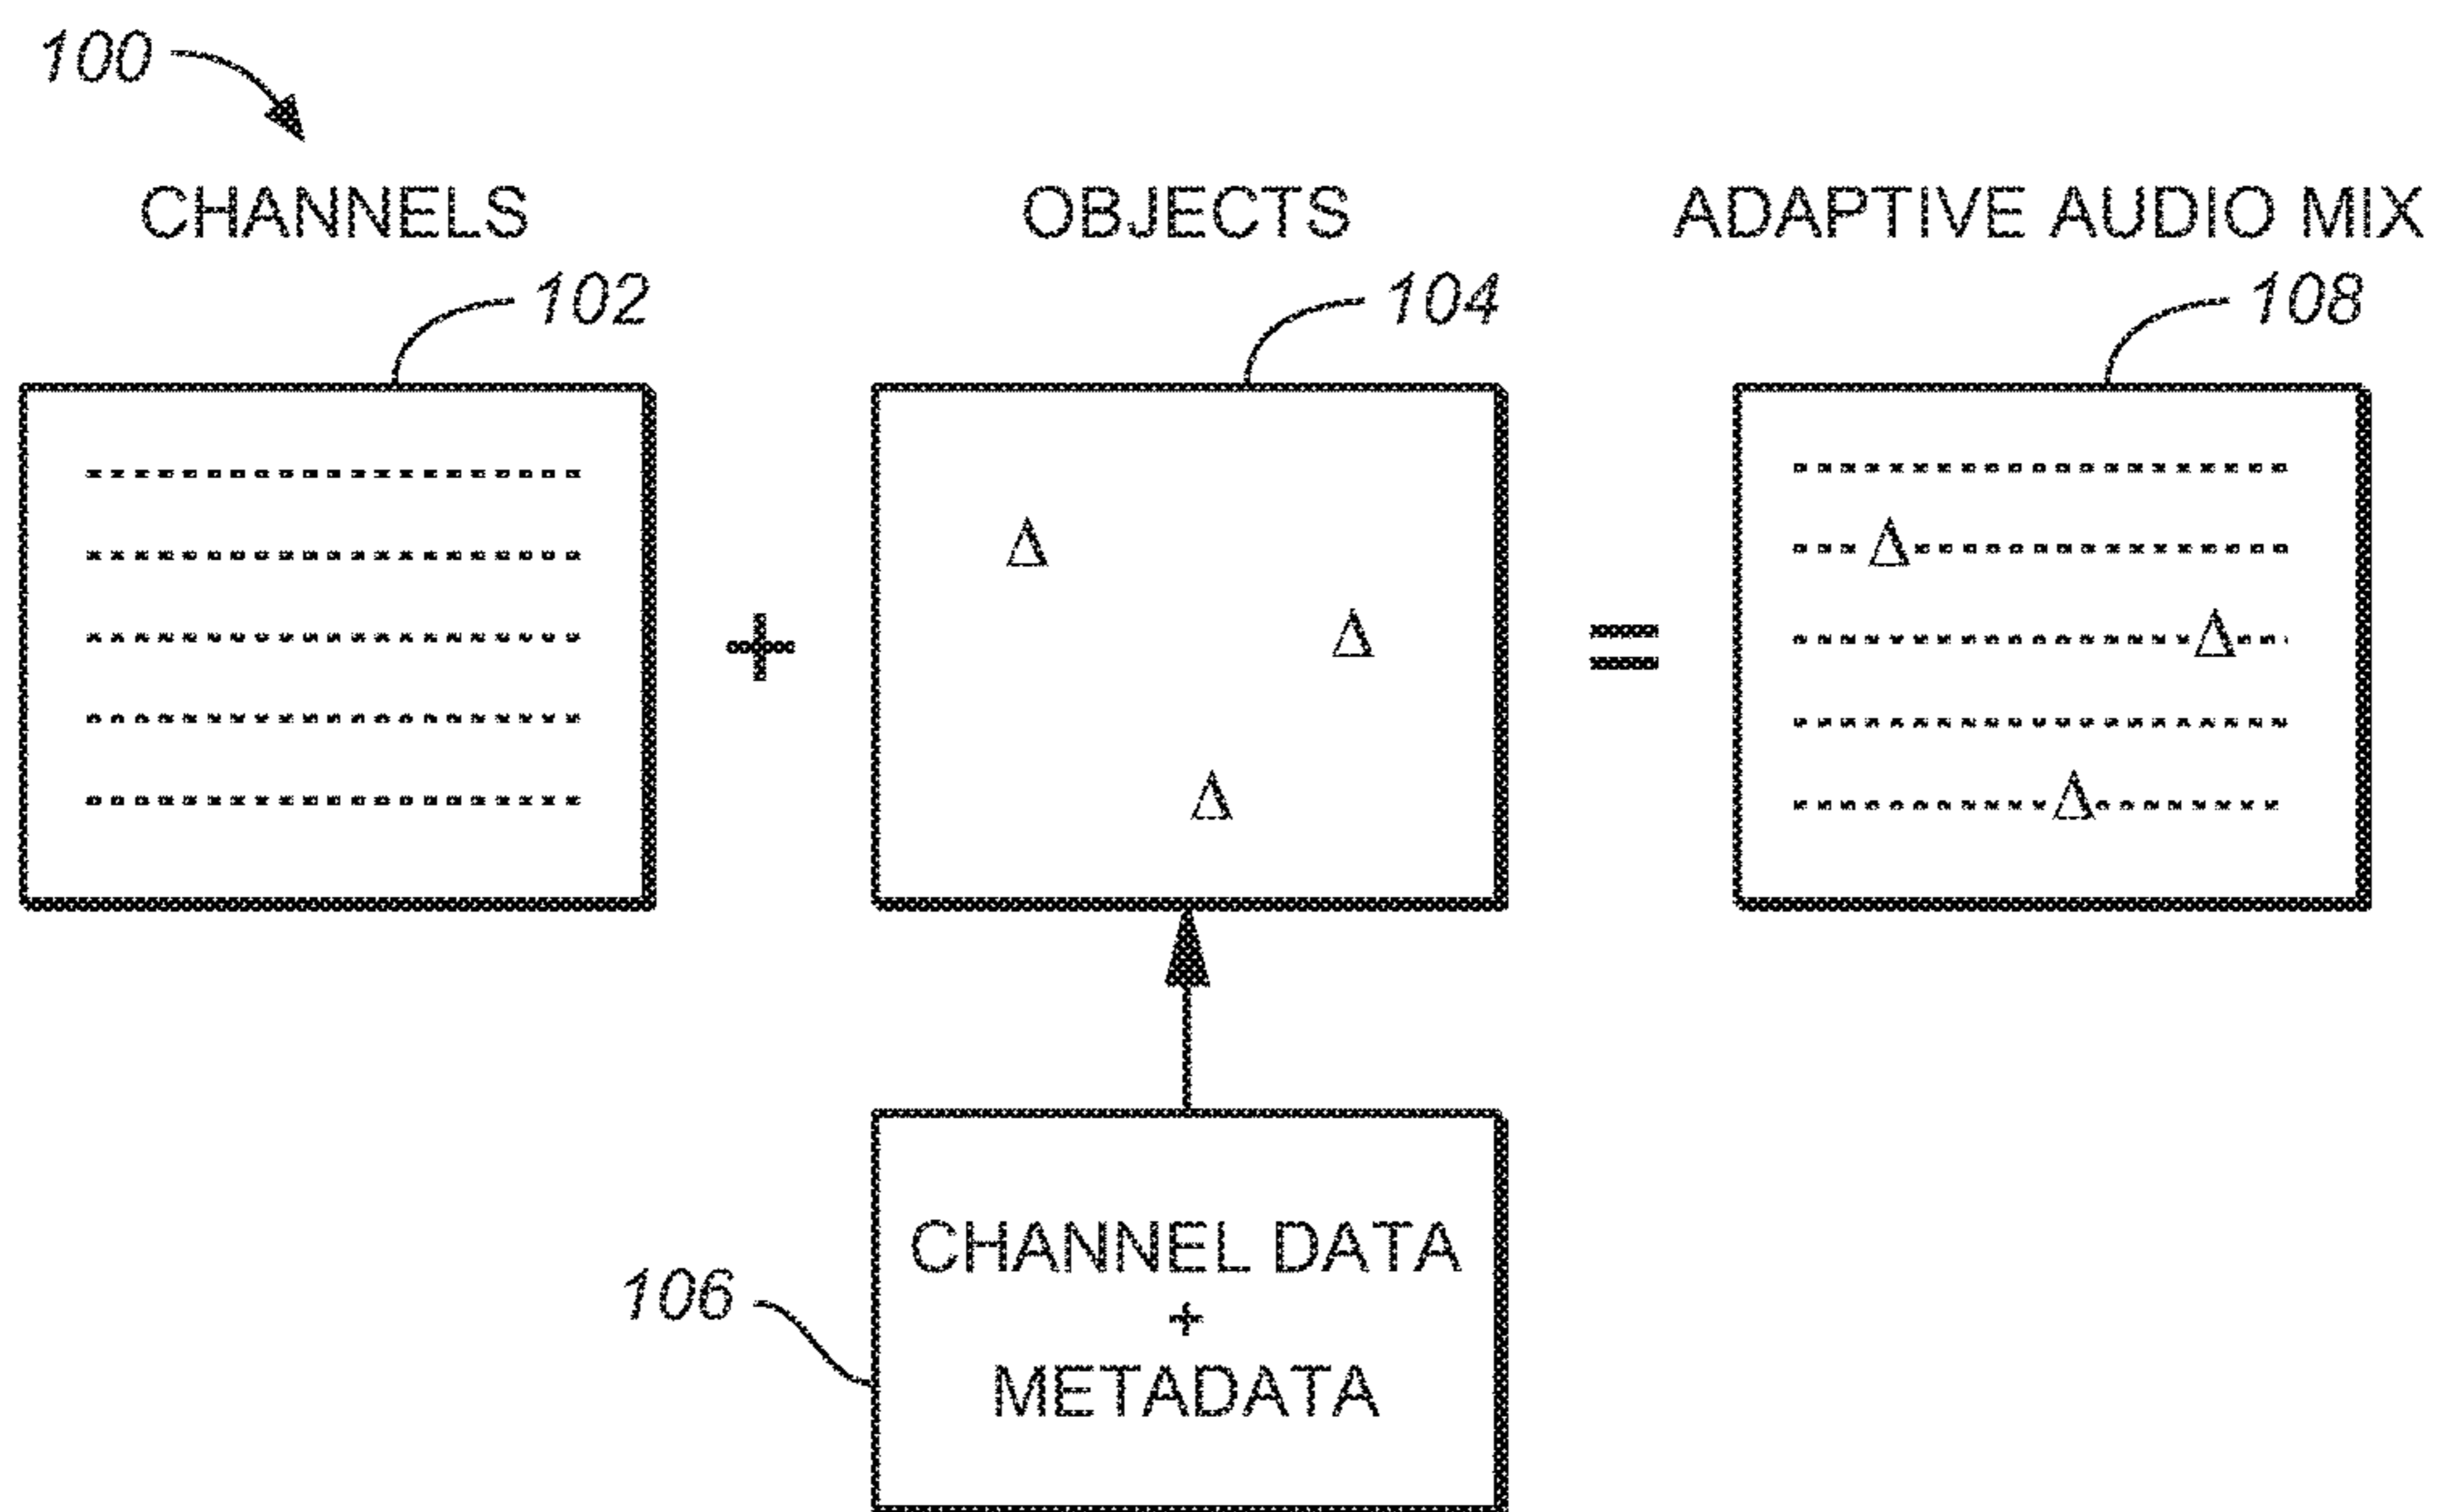 100
CHANNELS
OBJECTS
ADAPTIVE AUDIO MIX
102
104
108
+
=
CHANNEL DATA
+
METADATA
106